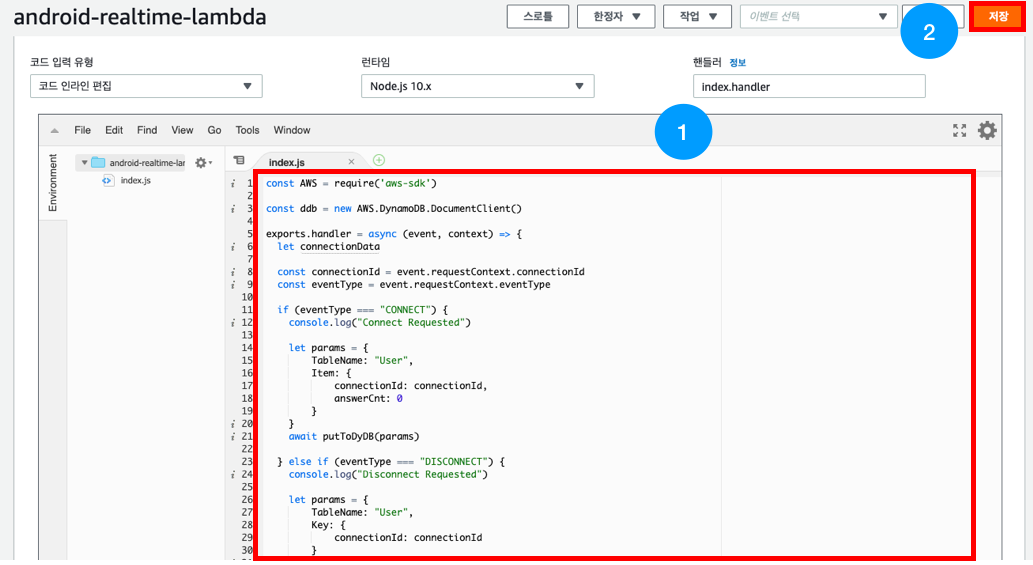 android-realtime-lambda
스로틀
한정자
작업
이벤트 선택
2
저장
코드 입력 유형
런타임
핸들러 정보
코드 인라인 편집
Node.js 10.x
index.handler
1
File Edit Find View Go Tools Window
Environment
android-realtime-lar
index.js
index.js
1 const AWS = require('aws-sdk')
2
3 const ddb = new AWS.DynamoDB.DocumentClient()
4
5 exports.handler = async (event, context) => {
6 let connectionData
7
8 const connectionId = event.requestContext.connectionId
9 const eventType = event.requestContext.eventType
10
11 if (eventType === "CONNECT") {
12 console.log("Connect Requested")
13
14 let params = {
15 TableName: "User",
16 Item: {
17 connectionId: connectionId,
18 answerCnt: 0
19 }
20 }
21 await putToDyDB(params)
22
23 } else if (eventType === "DISCONNECT") {
24 console.log("Disconnect Requested")
25
26 let params = {
27 TableName: "User",
28 Key: {
29 connectionId: connectionId
30 }